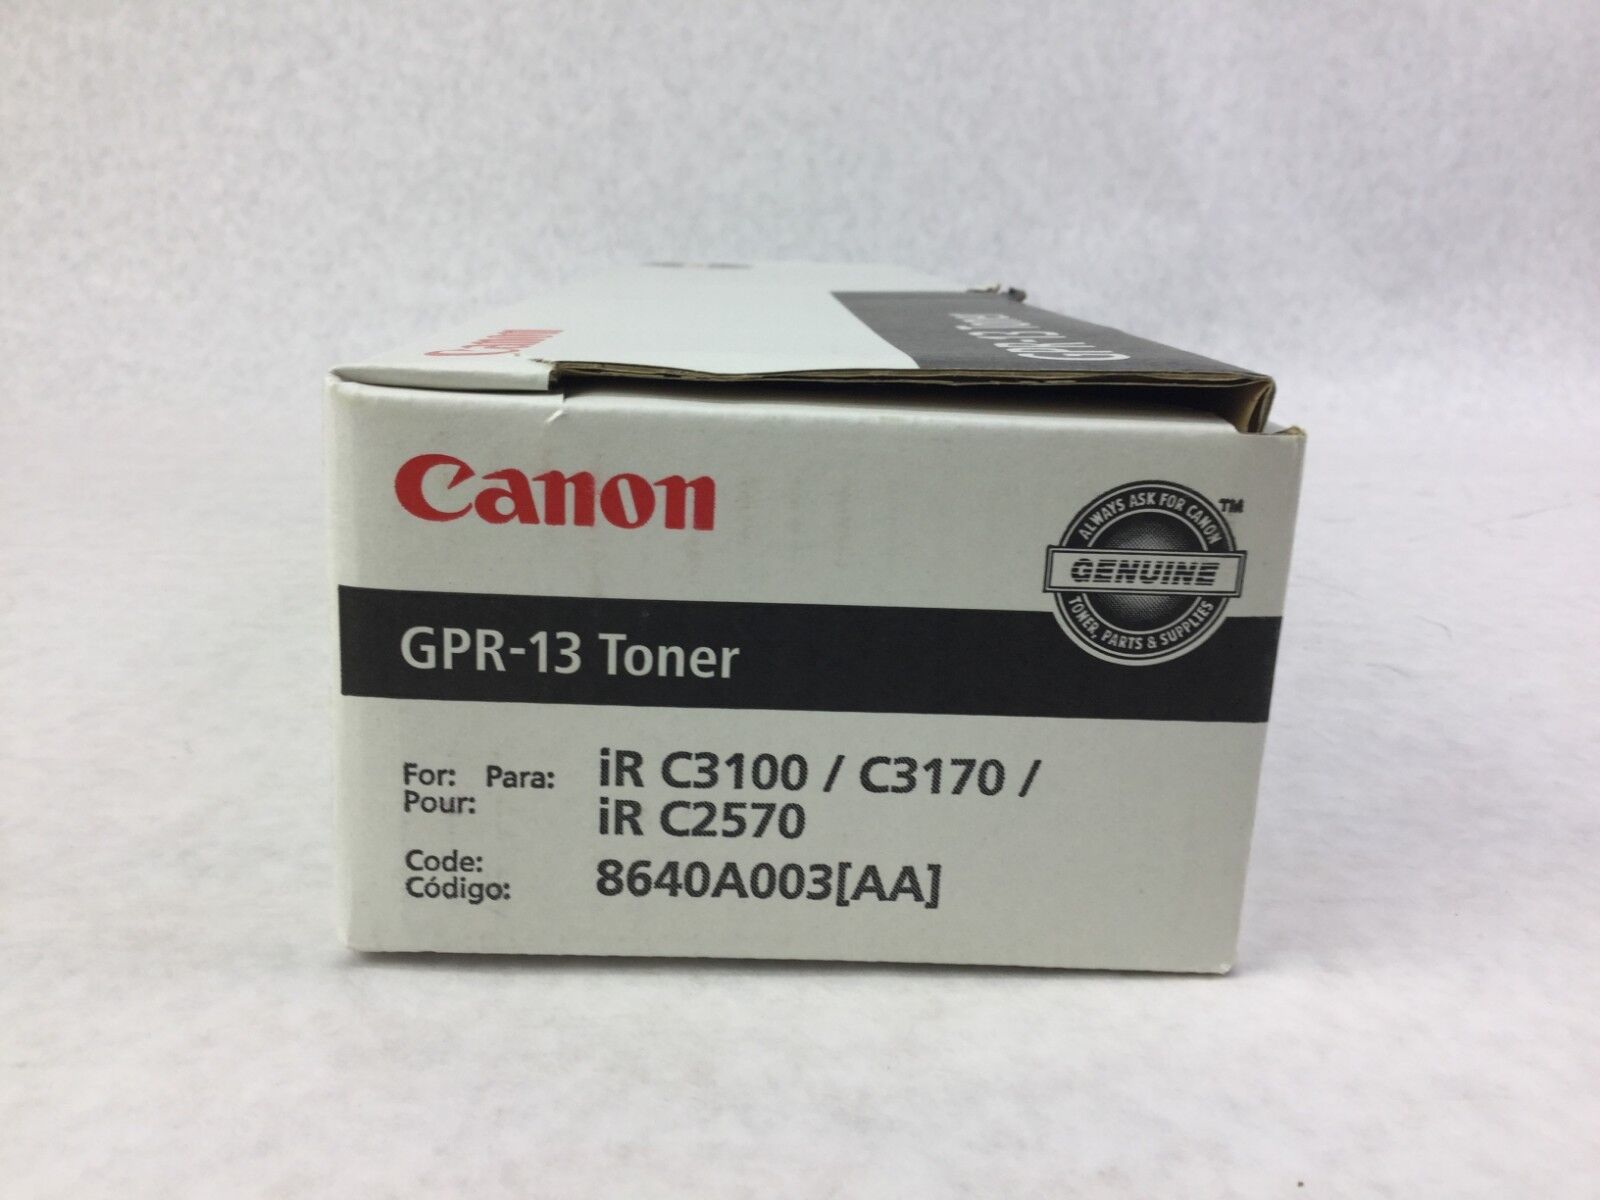 Canon
GPR-13 Toner
Canon
ALWAYS ASK FOR CANON
TM
GENUINE
TONER, PARTS & SUPPLIES
GPR-13 Toner
For: Para: iR C3100 / C3170 /
Pour: iR C2570
Code: 8640A003[AA]
Código: